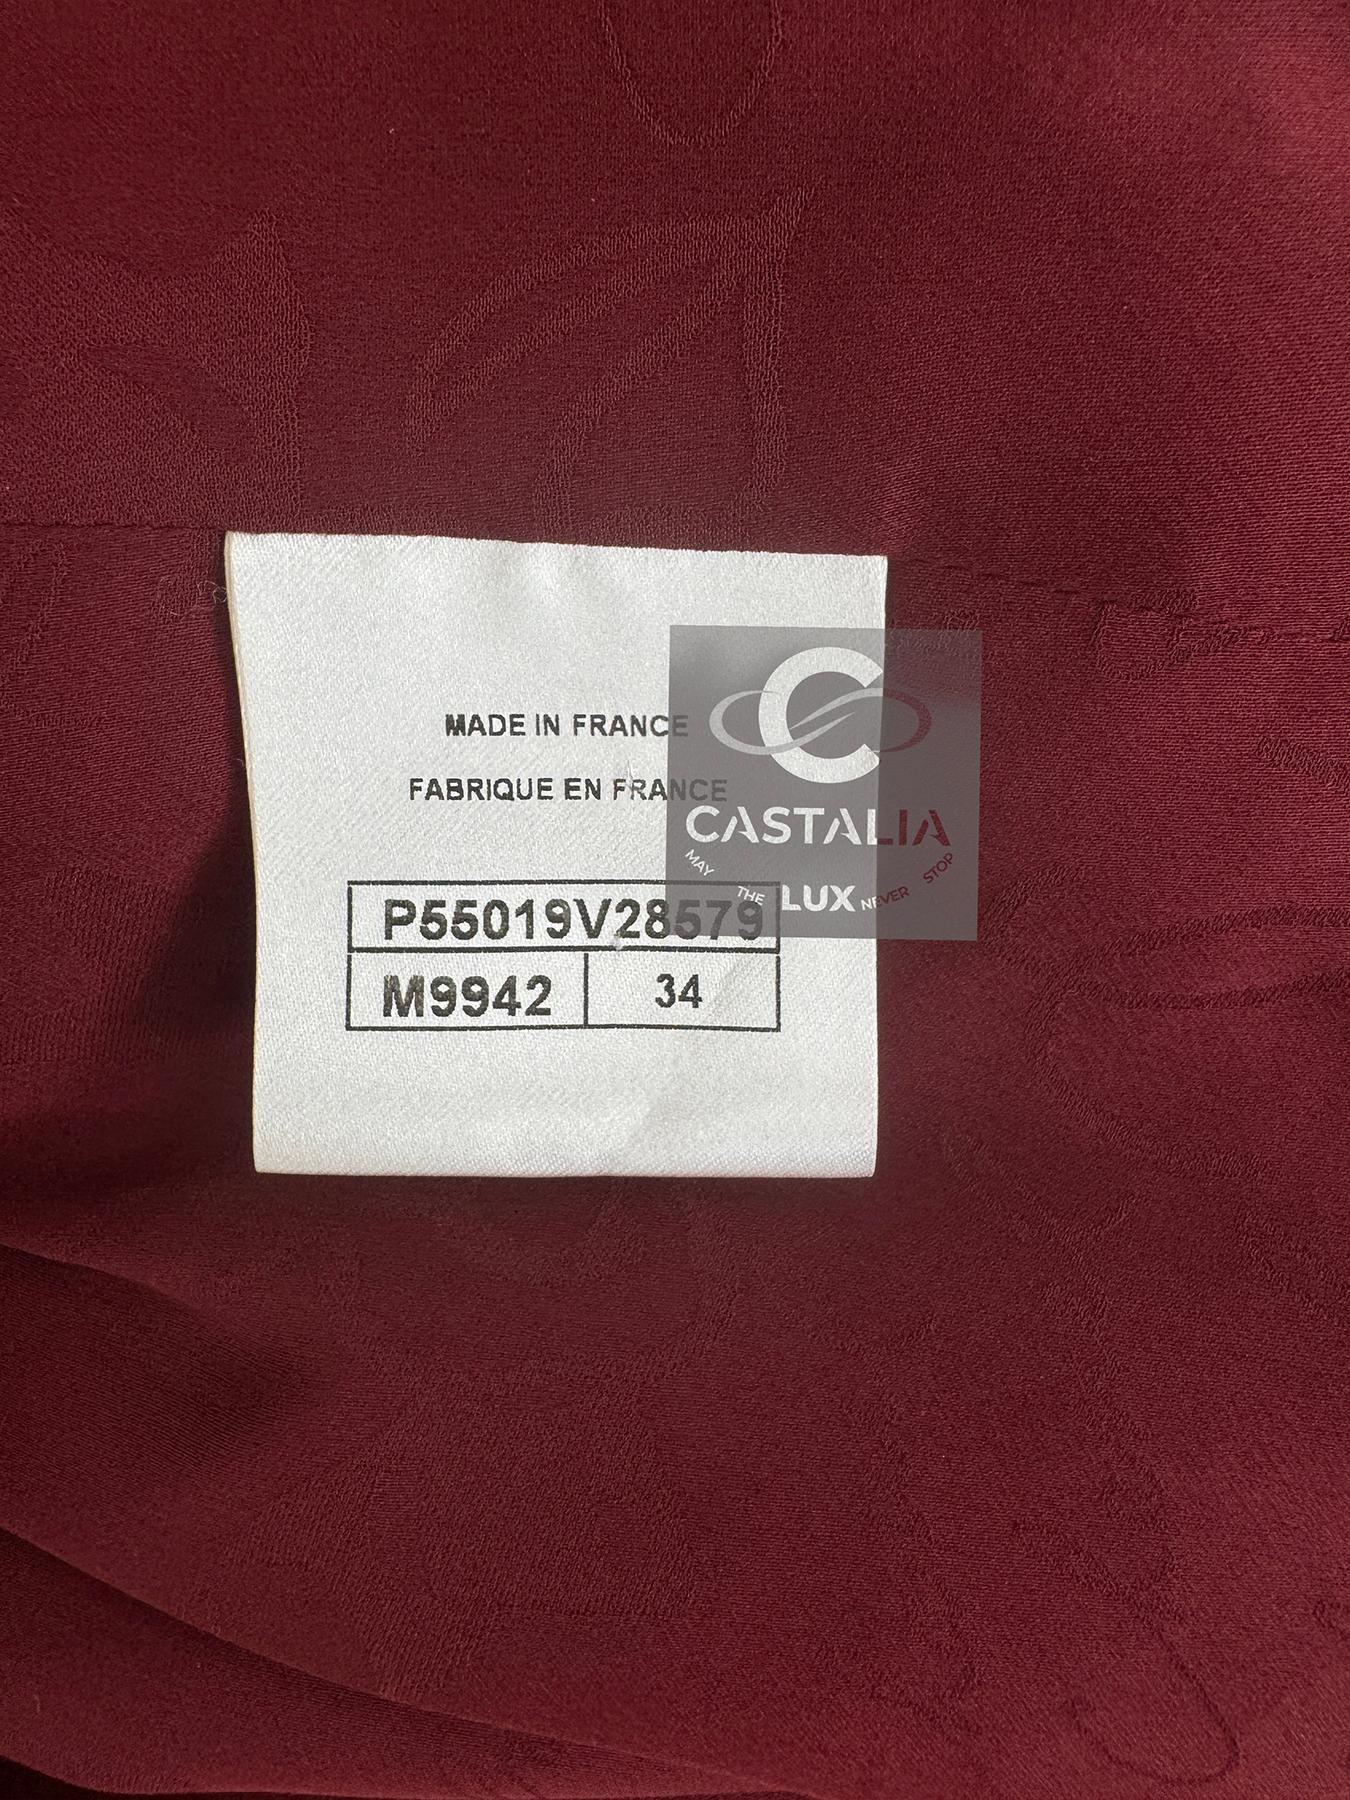 MADE IN FRANCE
FABRIQUE EN FRANCE
P55019V28579
M9942
34
C
CASTALIA
MAY THE LUX NEVER STOP